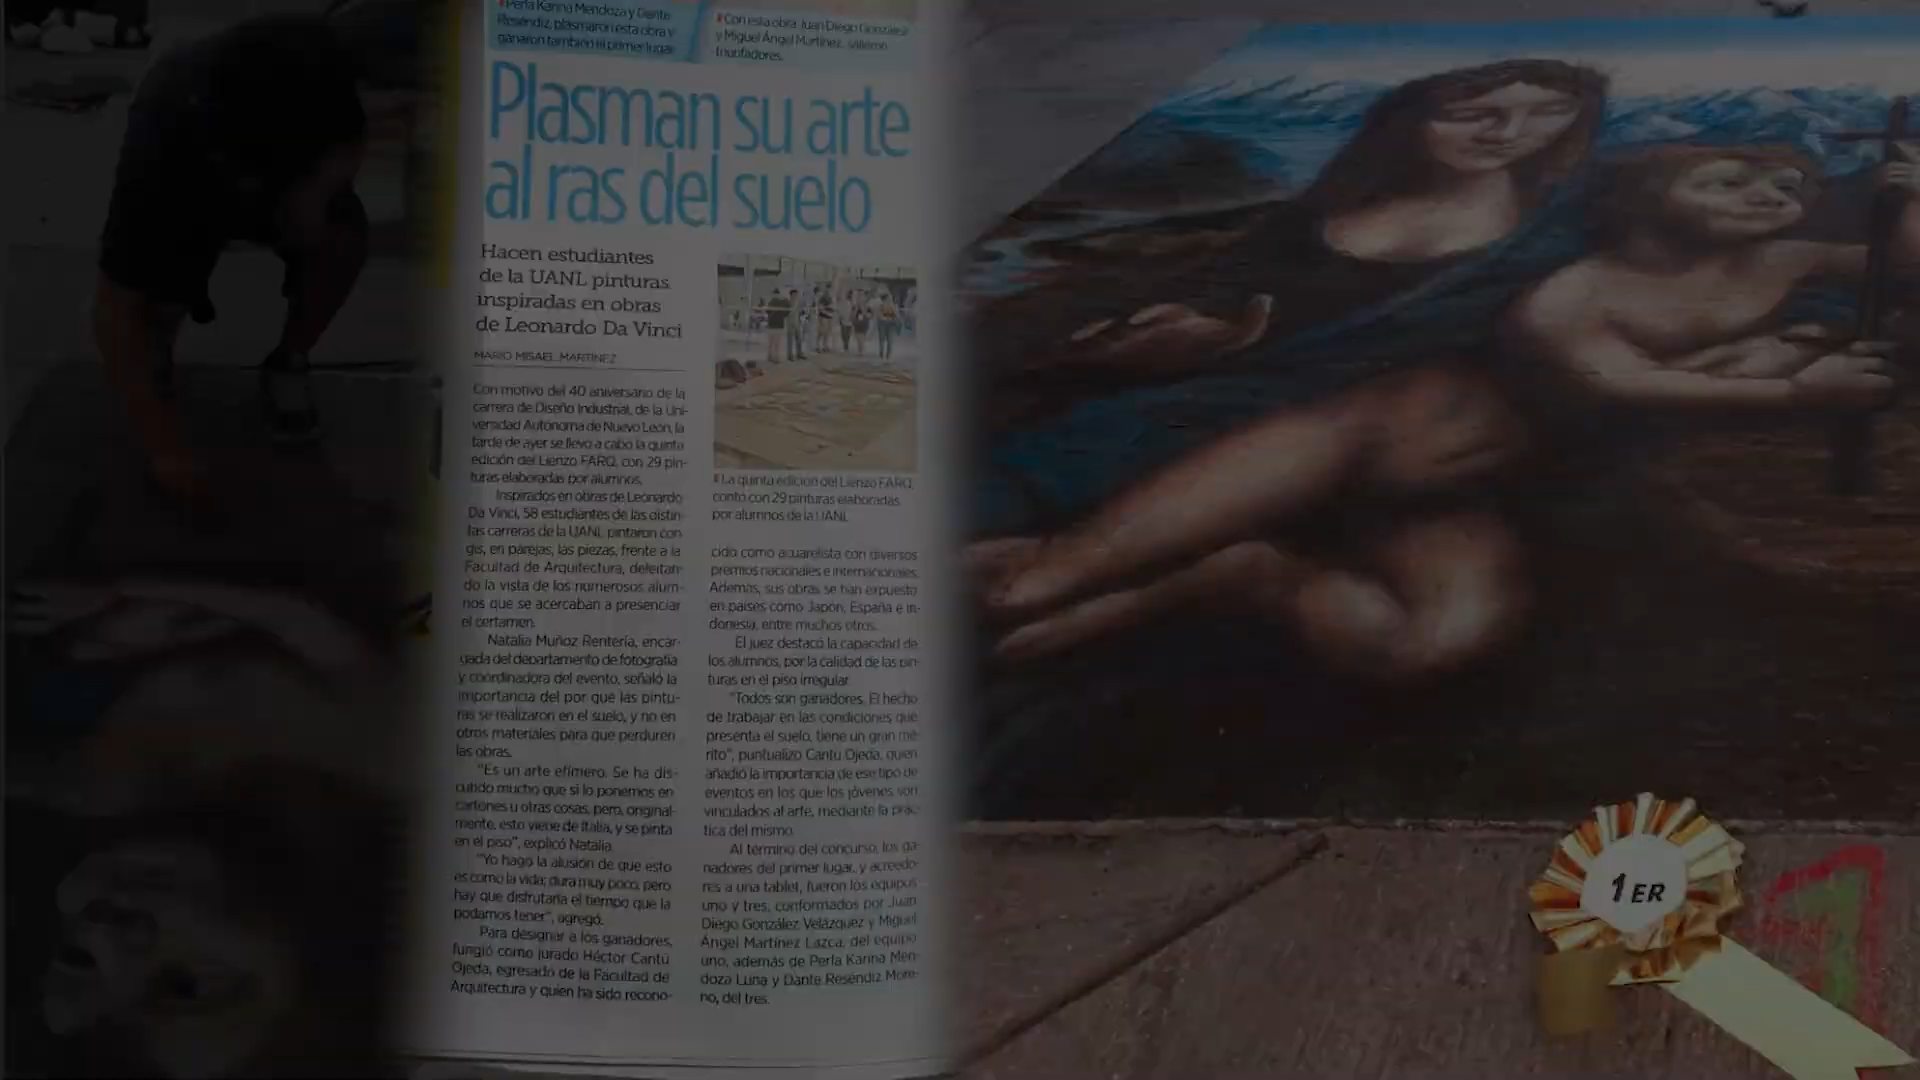 Perla Karina Mendoza y Dante
Reséndiz, plasmaron esta obra y
ganaron también el primer lugar
Con esta obra Juan Diego González
y Miguel Ángel Martínez, salieron
triunfadores.
Plasman su arte
al ras del suelo
Hacen estudiantes
de la UANL pinturas
inspiradas en obras
de Leonardo Da Vinci
MARIO MISAEL MARTÍNEZ
Con motivo del 40 aniversario de la
carrera de Diseño Industrial, de la Uni-
versidad Autónoma de Nuevo León, la
tarde de ayer se llevó a cabo la quinta
edición del Lienzo FARQ, con 29 pin-
turas elaboradas por alumnos.
Inspirados en obras de Leonardo
Da Vinci, 58 estudiantes de las distin-
tas carreras de la UANL pintaron con
gis, en parejas, las piezas, frente a la
Facultad de Arquitectura, deleitan-
do la vista de los numerosos alum-
nos que se acercaban a presenciar
el certamen.
Natalia Muñoz Rentería, encar-
gada del departamento de fotografía
y coordinadora del evento, señaló la
importancia del por qué las pintu-
ras se realizaron en el suelo, y no en
otros materiales para que perduren
las obras.
"Es un arte efímero. Se ha dis-
cutido mucho que si lo ponemos en
cartones u otras cosas, pero, original-
mente, esto viene de Italia, y se pinta
en el piso", explicó Natalia.
"Yo hago la alusión de que esto
es como la vida; dura muy poco, pero
hay que disfrutarla el tiempo que la
podamos tener", agregó.
Para designar a los ganadores,
fungió como jurado Héctor Cantú
Ojeda, egresado de la Facultad de
Arquitectura y quien ha sido recono-
La quinta edición del Lienzo FARQ
contó con 29 pinturas elaboradas
por alumnos de la UANL
cido como acuarelista con diversos
premios nacionales e internacionales.
Además, sus obras se han expuesto
en países como Japón, España e In-
donesia, entre muchos otros.
El juez destacó la capacidad de
los alumnos, por la calidad de las pin-
turas en el piso irregular.
"Todos son ganadores. El hecho
de trabajar en las condiciones que
presenta el suelo, tiene un gran mé-
rito", puntualizó Cantú Ojeda, quien
añadió la importancia de ese tipo de
eventos en los que los jóvenes son
vinculados al arte, mediante la prác-
tica del mismo.
Al término del concurso, los ga-
nadores del primer lugar, y acreedo-
res a una tablet, fueron los equipos
uno y tres, conformados por Juan
Diego González Velázquez y Miguel
Ángel Martínez Lazca, del equipo
uno, además de Perla Karina Men-
doza Luna y Dante Reséndiz More-
no, del tres.
1 ER
1